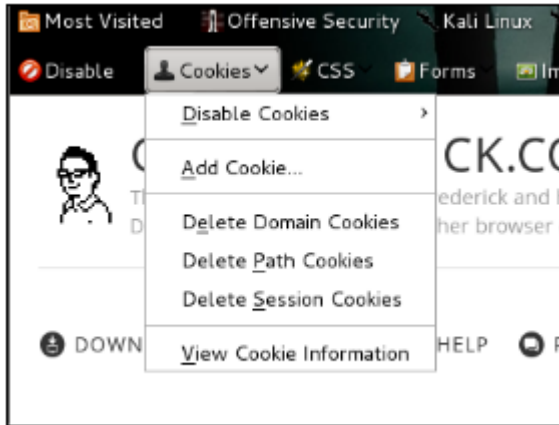 Most Visited Offensive Security Kali Linux
Disable Cookies CSS Forms
Disable Cookies
CK.CO
Add Cookie...
ederick and
Delete Domain Cookies
her browser
Delete Path Cookies
Delete Session Cookies
DOWN HELP
View Cookie Information